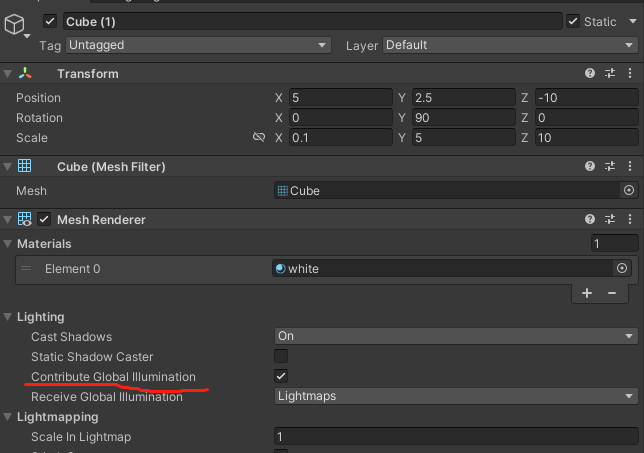 Cube (1) Static
Tag Untagged Layer Default
Transform
Position X 5 Y 2.5 Z -10
Rotation X 0 Y 90 Z 0
Scale X 0.1 Y 5 Z 10
Cube (Mesh Filter)
Mesh Cube
Mesh Renderer
Materials 1
Element 0 white
+ −
Lighting
Cast Shadows On
Static Shadow Caster
Contribute Global Illumination
Receive Global Illumination Lightmaps
Lightmapping
Scale In Lightmap 1